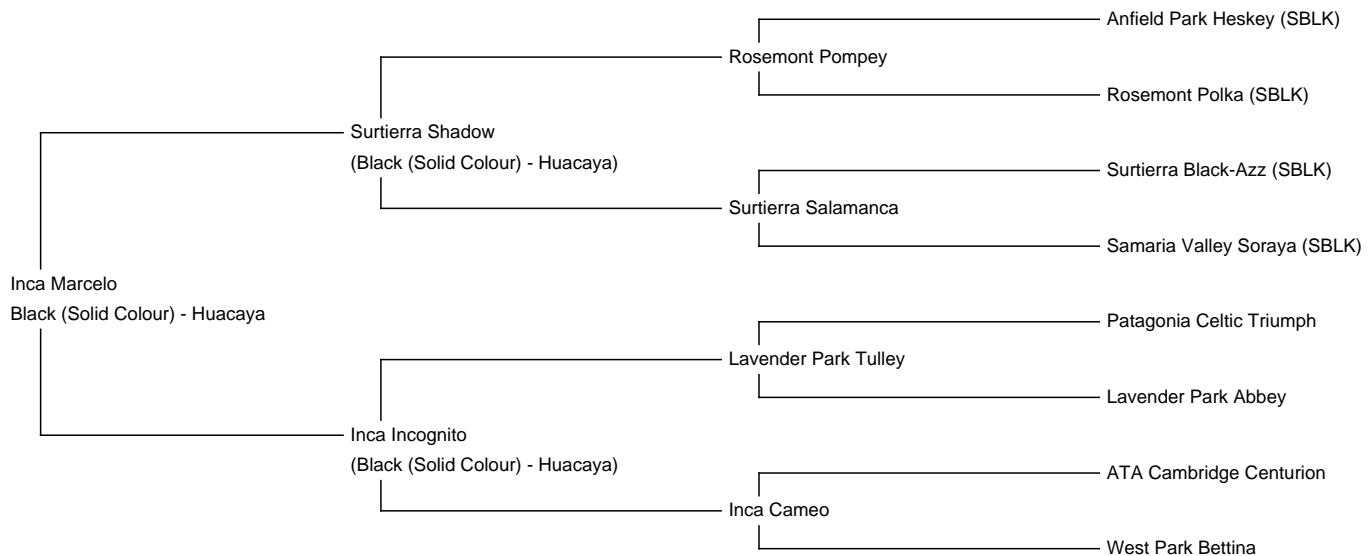 Anfield Park Heskey (SBLK)
Rosemont Pompey
Rosemont Polka (SBLK)
Surtierra Shadow
(Black (Solid Colour) - Huacaya)
Surtierra Black-Azz (SBLK)
Surtierra Salamanca
Samaria Valley Soraya (SBLK)
Inca Marcelo
Black (Solid Colour) - Huacaya
Patagonia Celtic Triumph
Lavender Park Tulley
Lavender Park Abbey
Inca Incognito
(Black (Solid Colour) - Huacaya)
ATA Cambridge Centurion
Inca Cameo
West Park Bettina